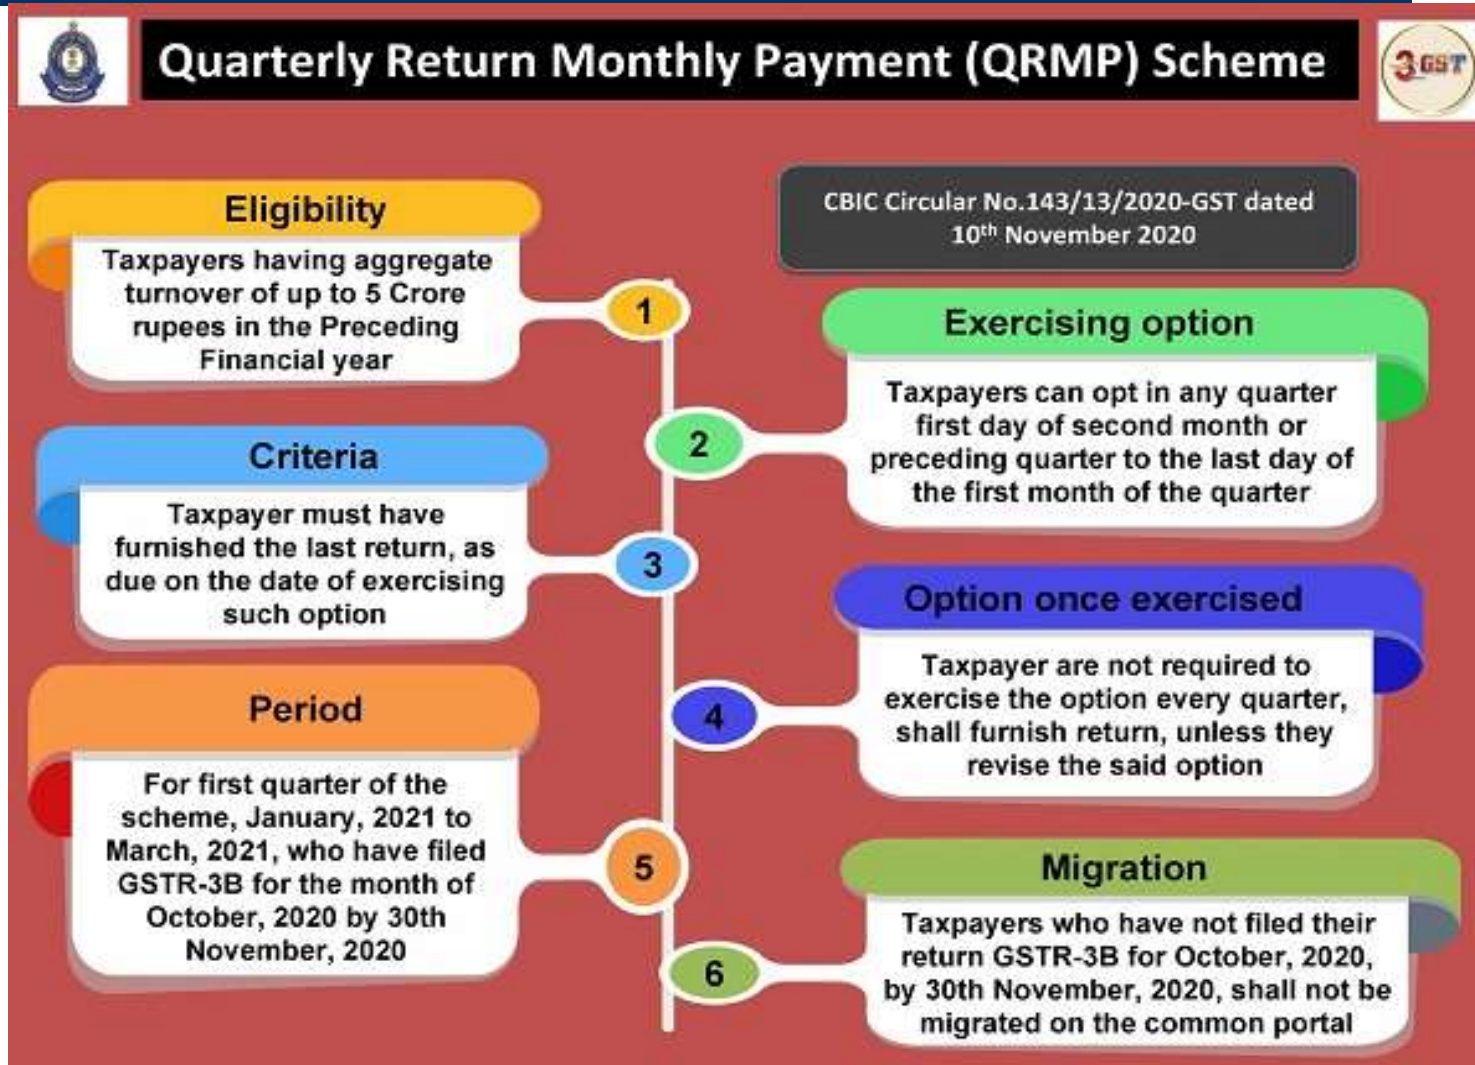 Quarterly Return Monthly Payment (QRMP) Scheme
3 GST
CBIC Circular No.143/13/2020-GST dated
10th November 2020
1
Eligibility
Taxpayers having aggregate
turnover of up to 5 Crore
rupees in the Preceding
Financial year
2
Exercising option
Taxpayers can opt in any quarter
first day of second month or
preceding quarter to the last day of
the first month of the quarter
3
Criteria
Taxpayer must have
furnished the last return, as
due on the date of exercising
such option
4
Option once exercised
Taxpayer are not required to
exercise the option every quarter,
shall furnish return, unless they
revise the said option
5
Period
For first quarter of the
scheme, January, 2021 to
March, 2021, who have filed
GSTR-3B for the month of
October, 2020 by 30th
November, 2020
6
Migration
Taxpayers who have not filed their
return GSTR-3B for October, 2020,
by 30th November, 2020, shall not be
migrated on the common portal